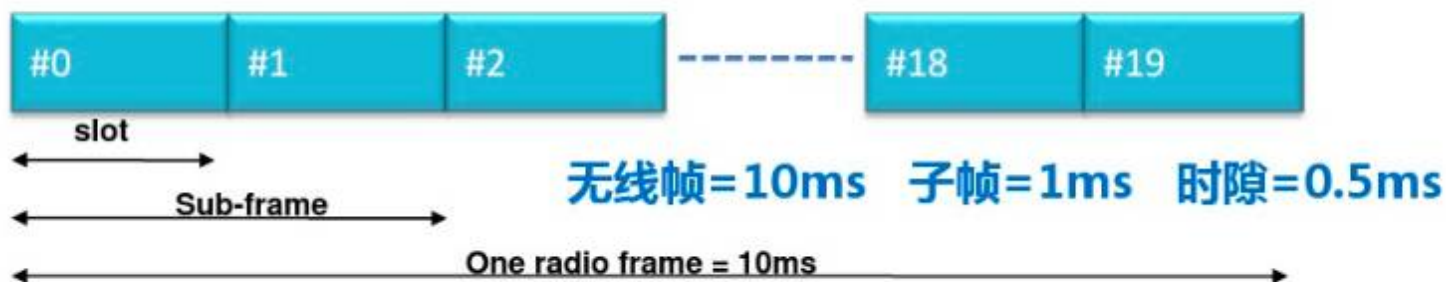 #0 #1 #2 #18 #19
slot
无线帧=10ms 子帧=1ms 时隙=0.5ms
Sub-frame
One radio frame = 10ms